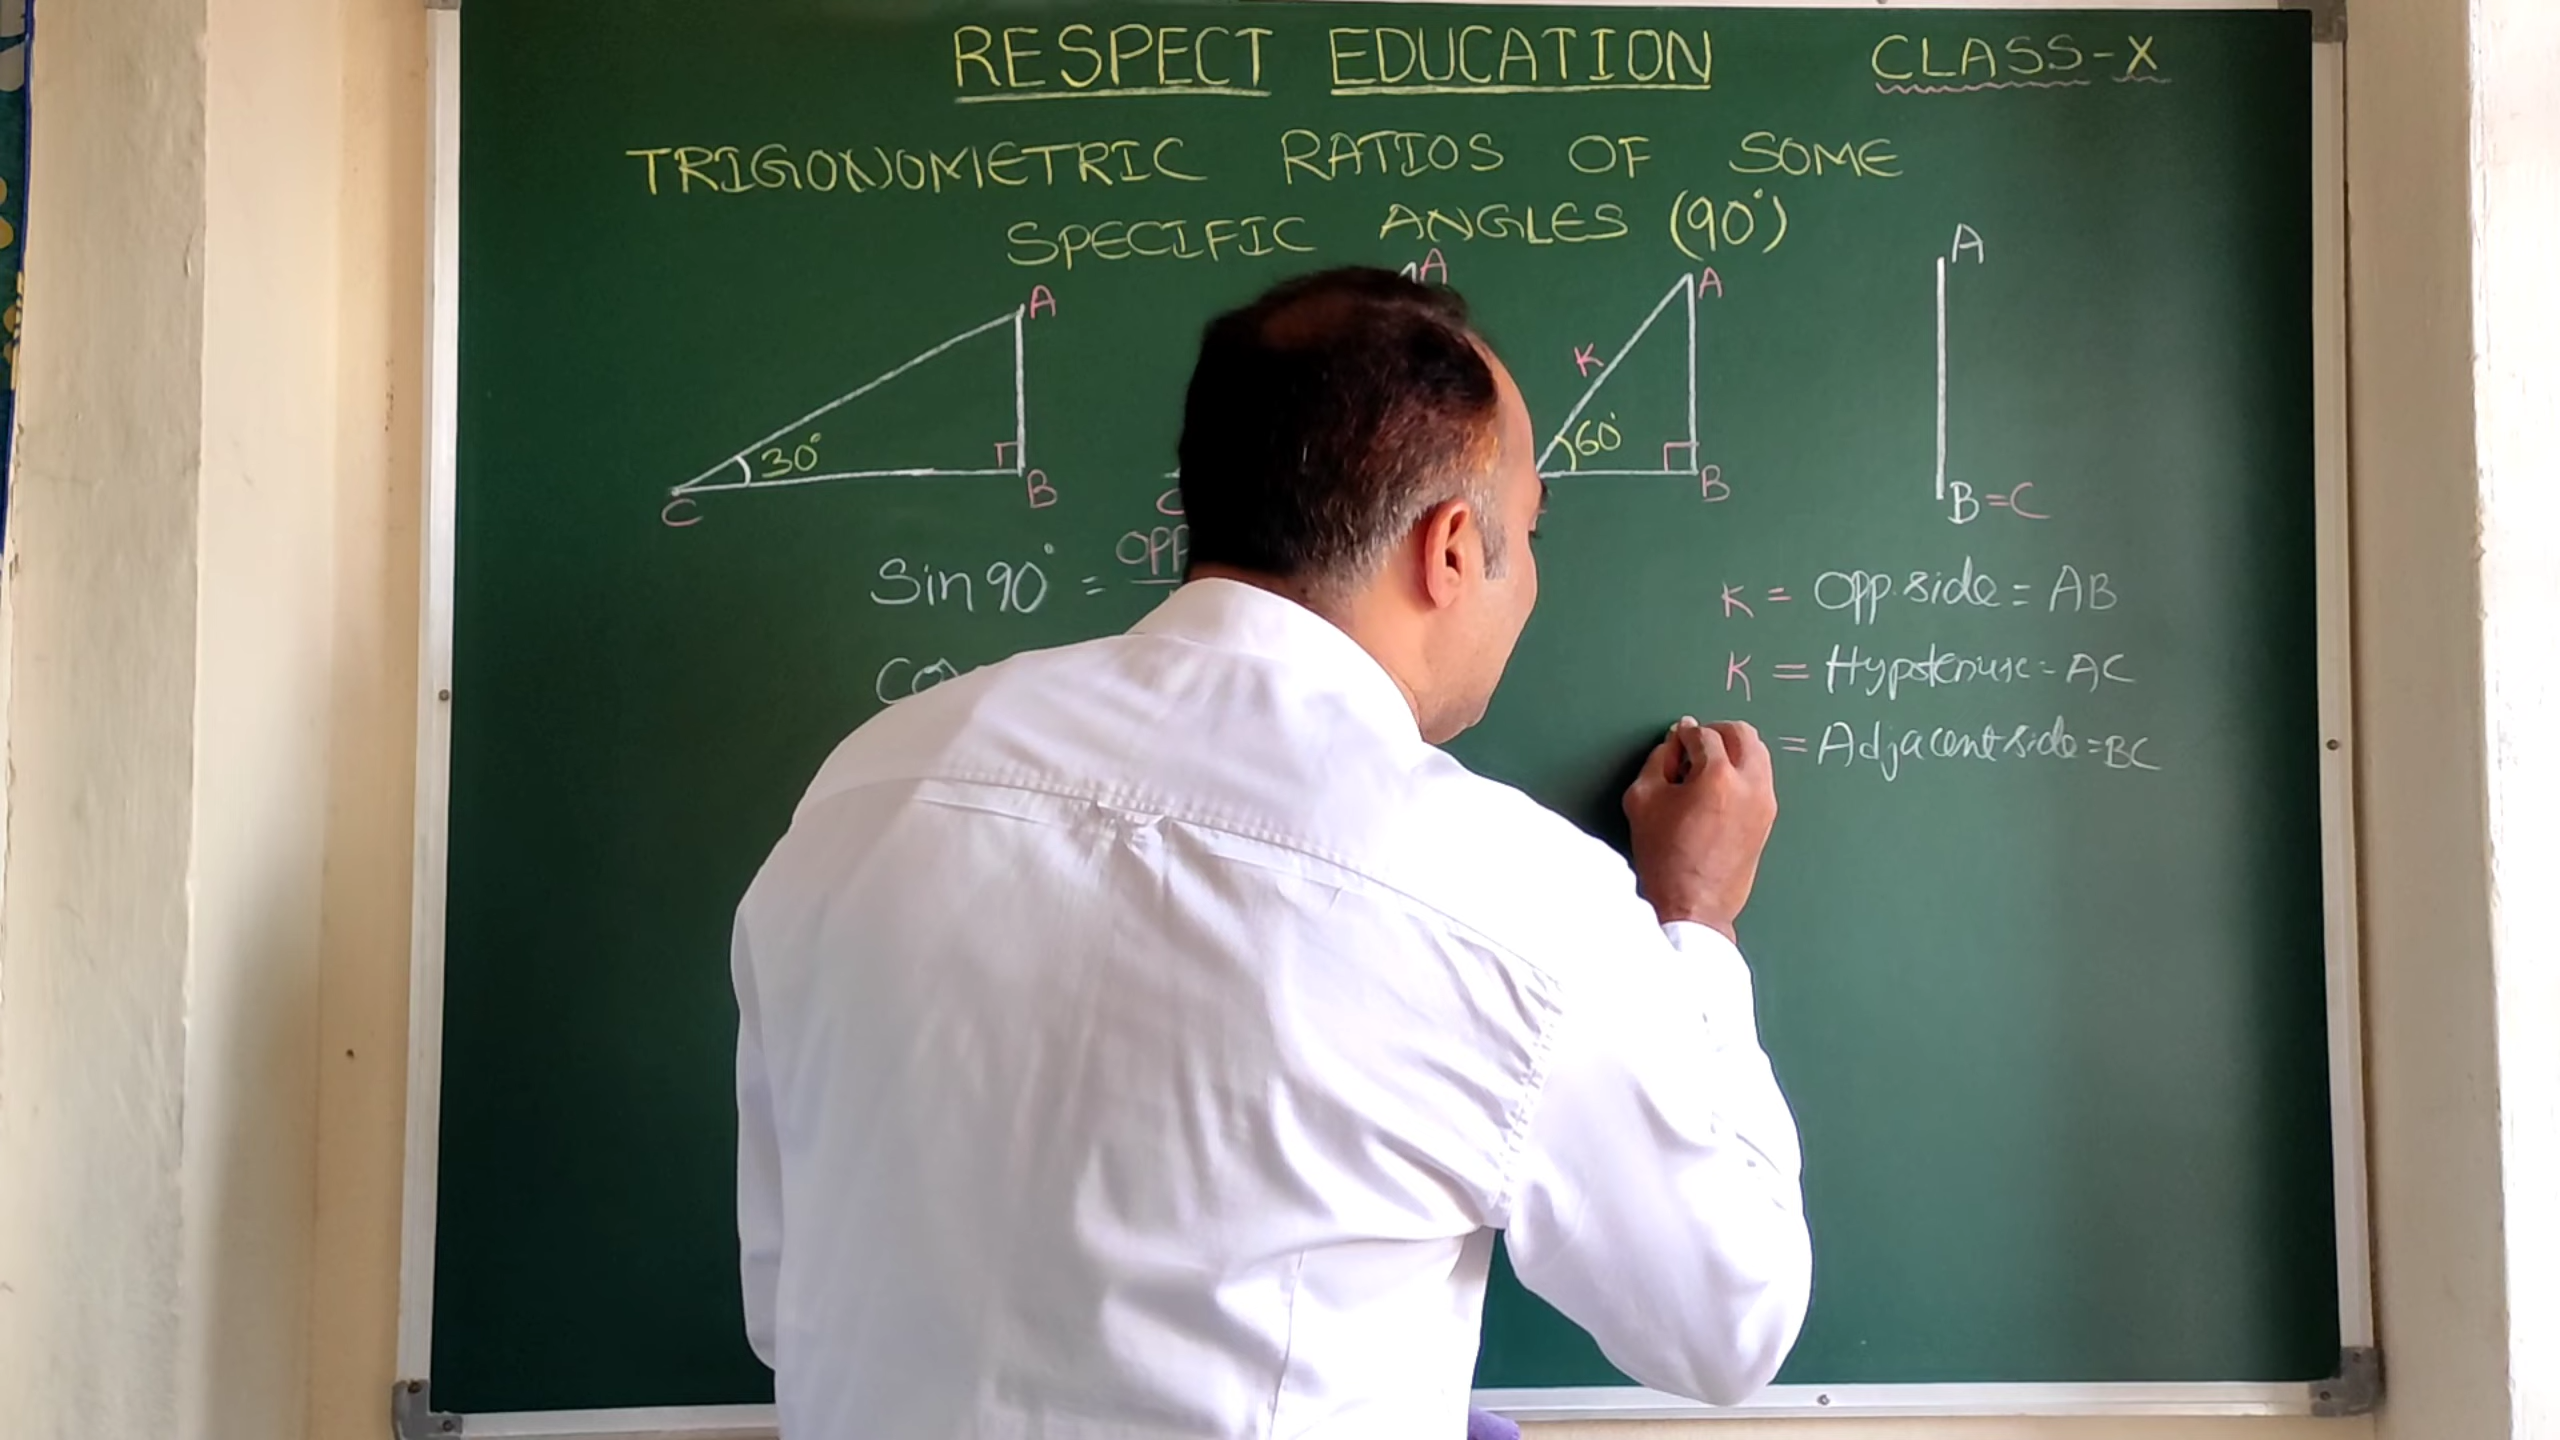 RESPECT EDUCATION CLASS-X
TRIGONOMETRIC RATIOS OF SOME
SPECIFIC ANGLES (90°)
A
B
C
30°
A
C
A
K
60°
B
A
B=C
Sin 90° = OPP
K = Opp. side = AB
K = Hypotenuse = AC
= Adjacent side = BC